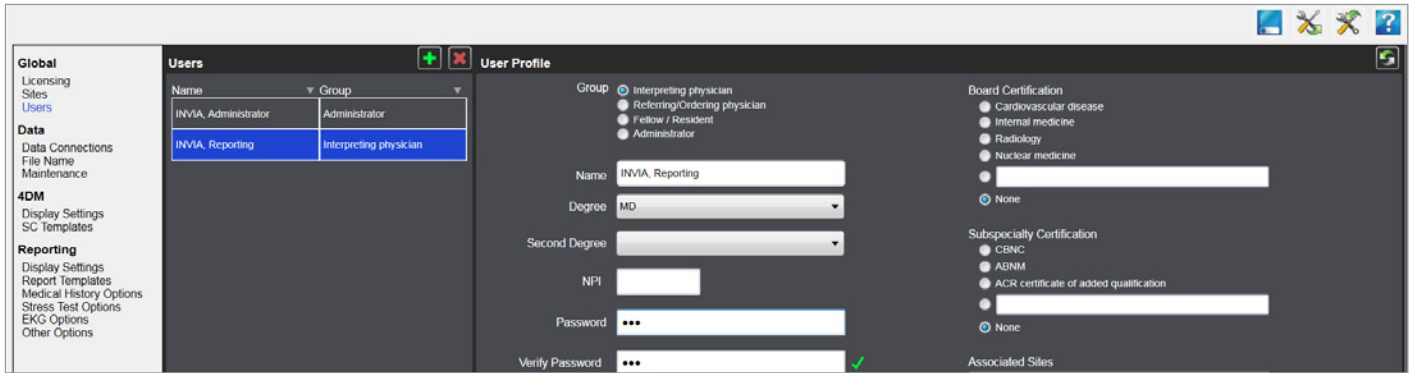 Global
Licensing
Sites
Users
Data
Data Connections
File Name
Maintenance
4DM
Display Settings
SC Templates
Reporting
Display Settings
Report Templates
Medical History Options
Stress Test Options
EKG Options
Other Options
Users
Name Group
INVIA, Administrator Administrator
INVIA, Reporting Interpreting physician
User Profile
Group Interpreting physician
Referring/Ordering physician
Fellow / Resident
Administrator
Name INVIA, Reporting
Degree MD
Second Degree
NPI
Password •••
Verify Password •••
Board Certification
Cardiovascular disease
Internal medicine
Radiology
Nuclear medicine
None
Subspecialty Certification
CBNC
ABNM
ACR certificate of added qualification
None
Associated Sites